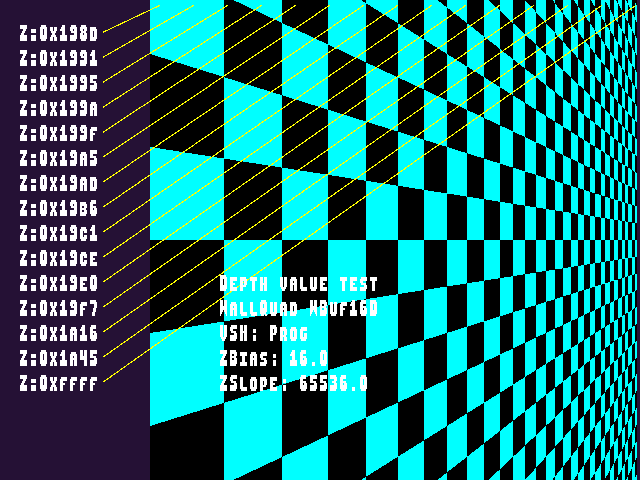 Z:0x198D
Z:0x1991
Z:0x1995
Z:0x199A
Z:0x199F
Z:0x19A5
Z:0x19AD
Z:0x19B6
Z:0x19C1
Z:0x19CE
Z:0x19E0
Z:0x19F7
Z:0x1A16
Z:0x1A45
Z:0xFFFF
Depth value test
WallQuad WBuf16D
VSH: Prog
ZBias: 16.0
ZSlope: 65536.0